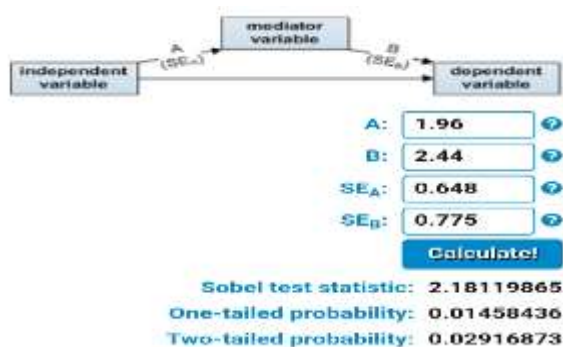 mediator
variable
A
(SEA)
B
(SEB)
independent
variable
dependent
variable
A: 1.96
B: 2.44
SEA: 0.648
SEB: 0.775
Calculate!
Sobel test statistic: 2.18119865
One-tailed probability: 0.01458436
Two-tailed probability: 0.02916873